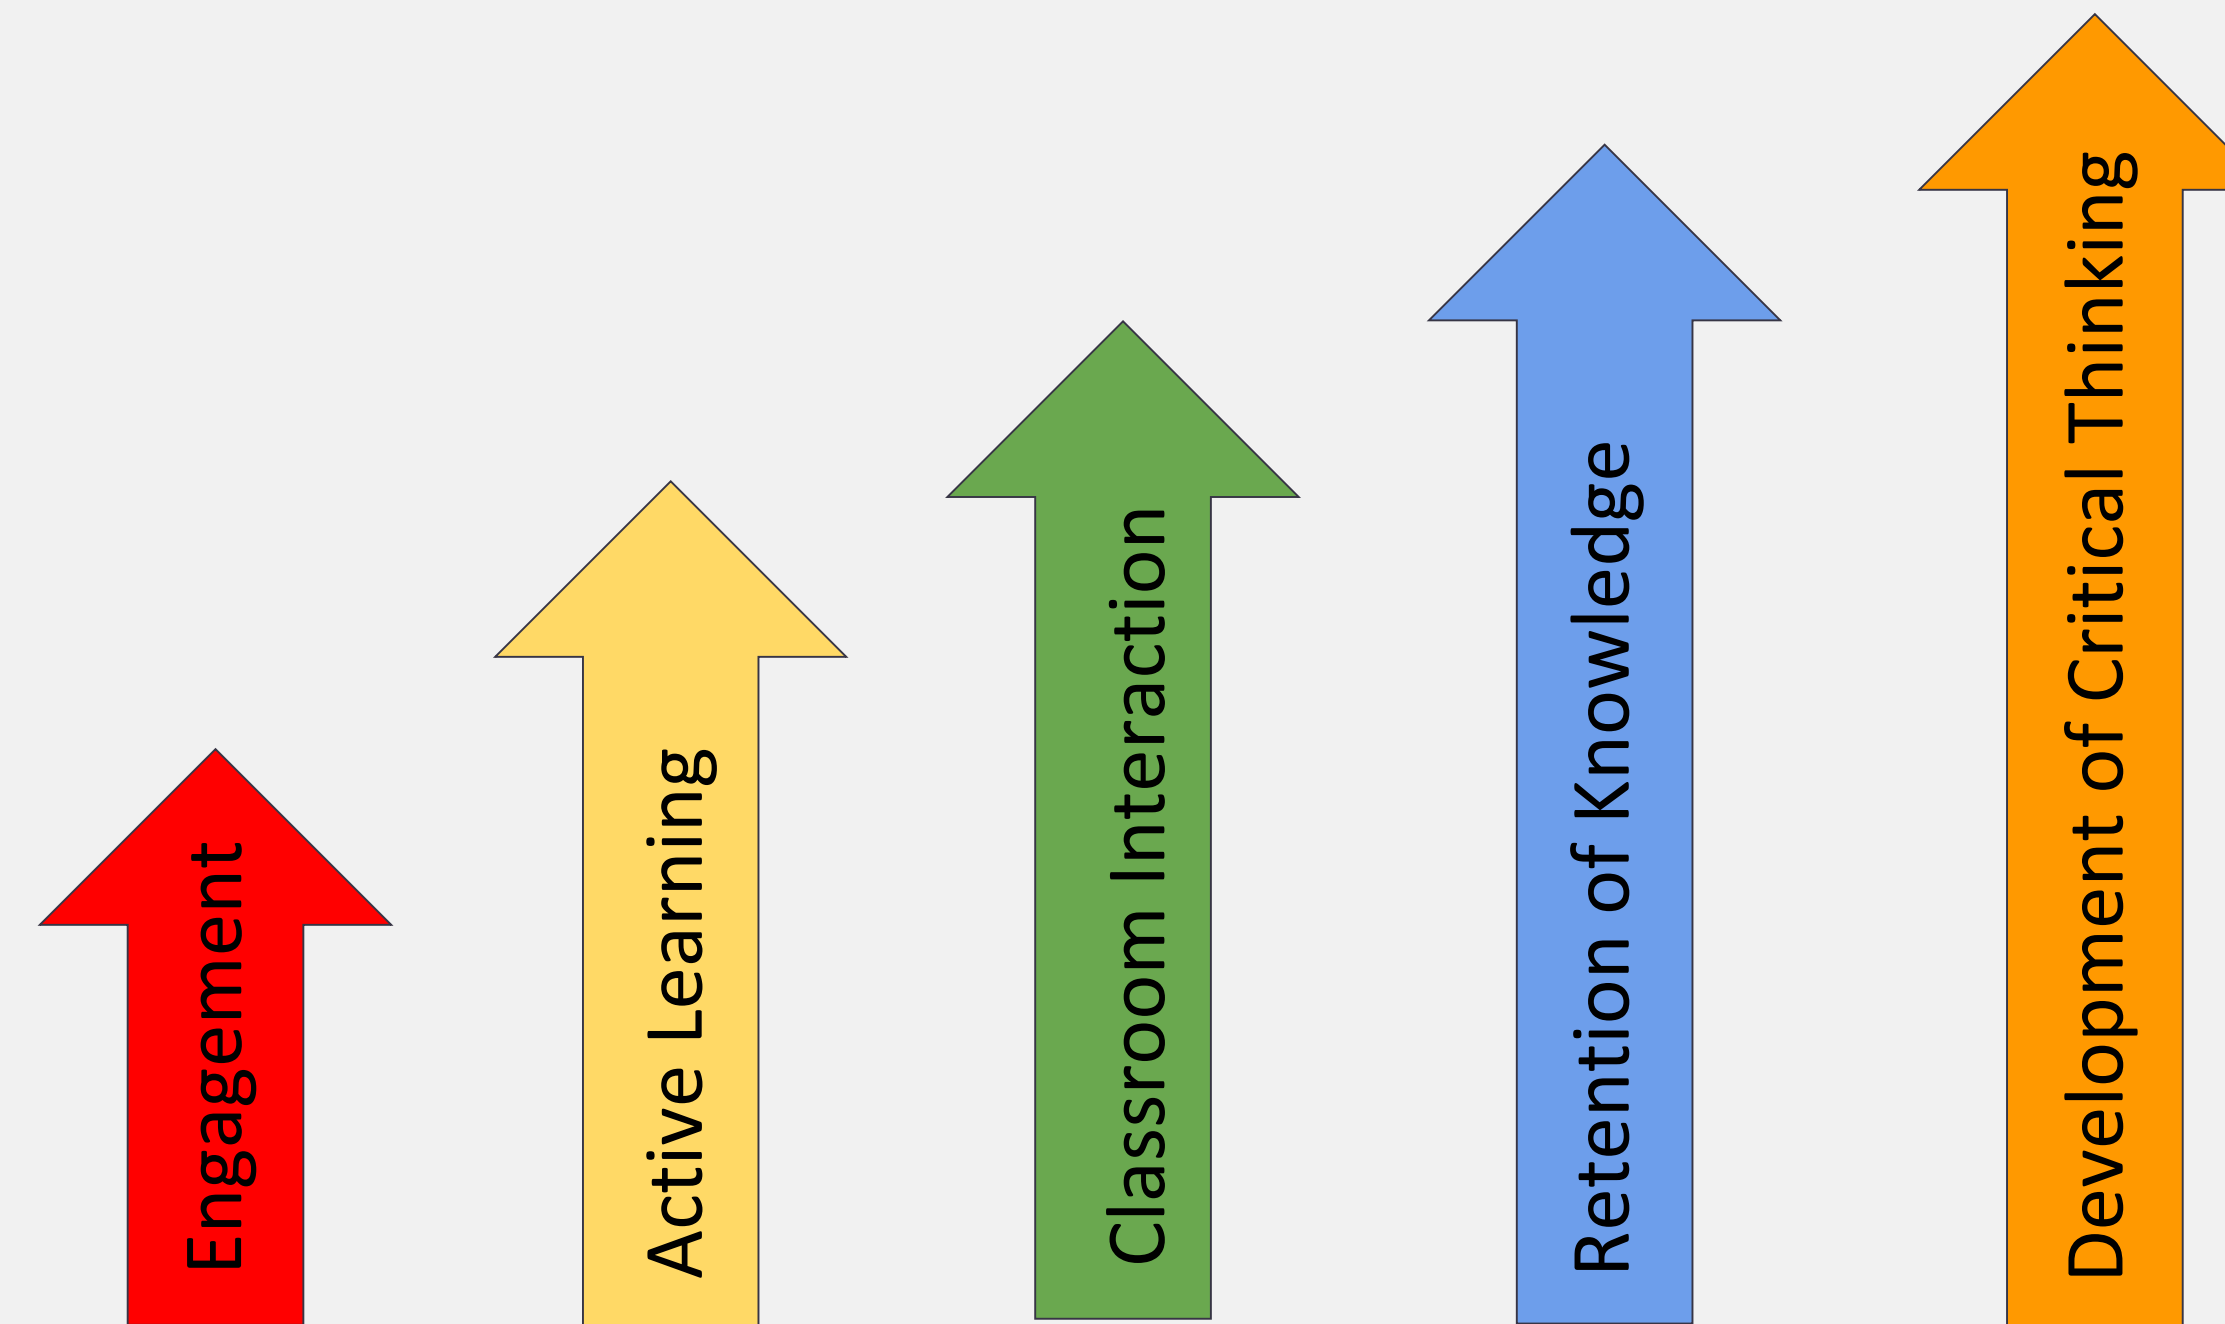 Engagement
Active Learning
Classroom Interaction
Retention of Knowledge
Development of Critical Thinking